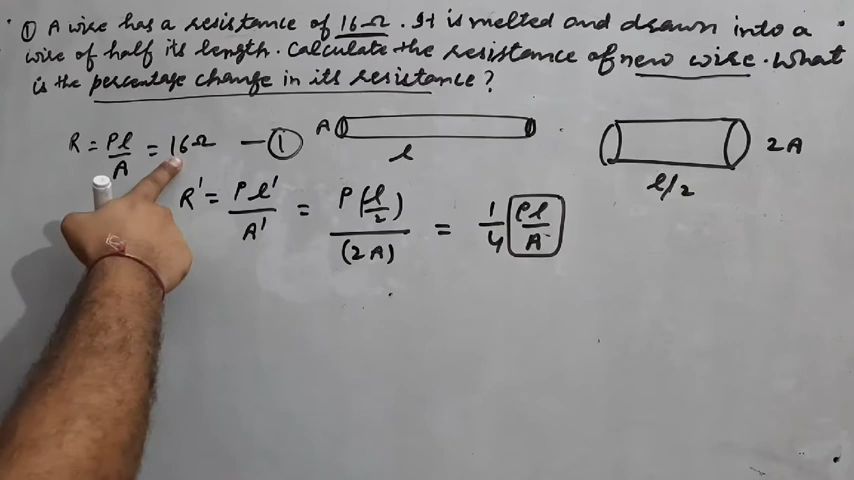 ① A wire has a resistance of 16Ω. It is melted and drawn into a
wire of half its length. Calculate the resistance of new wire. What
is the percentage change in its resistance?
R = ρl/A = 16Ω — ①
A
l
2A
l/2
R' = ρl'/A' = ρ(l/2)/(2A) = 1/4 ρl/A